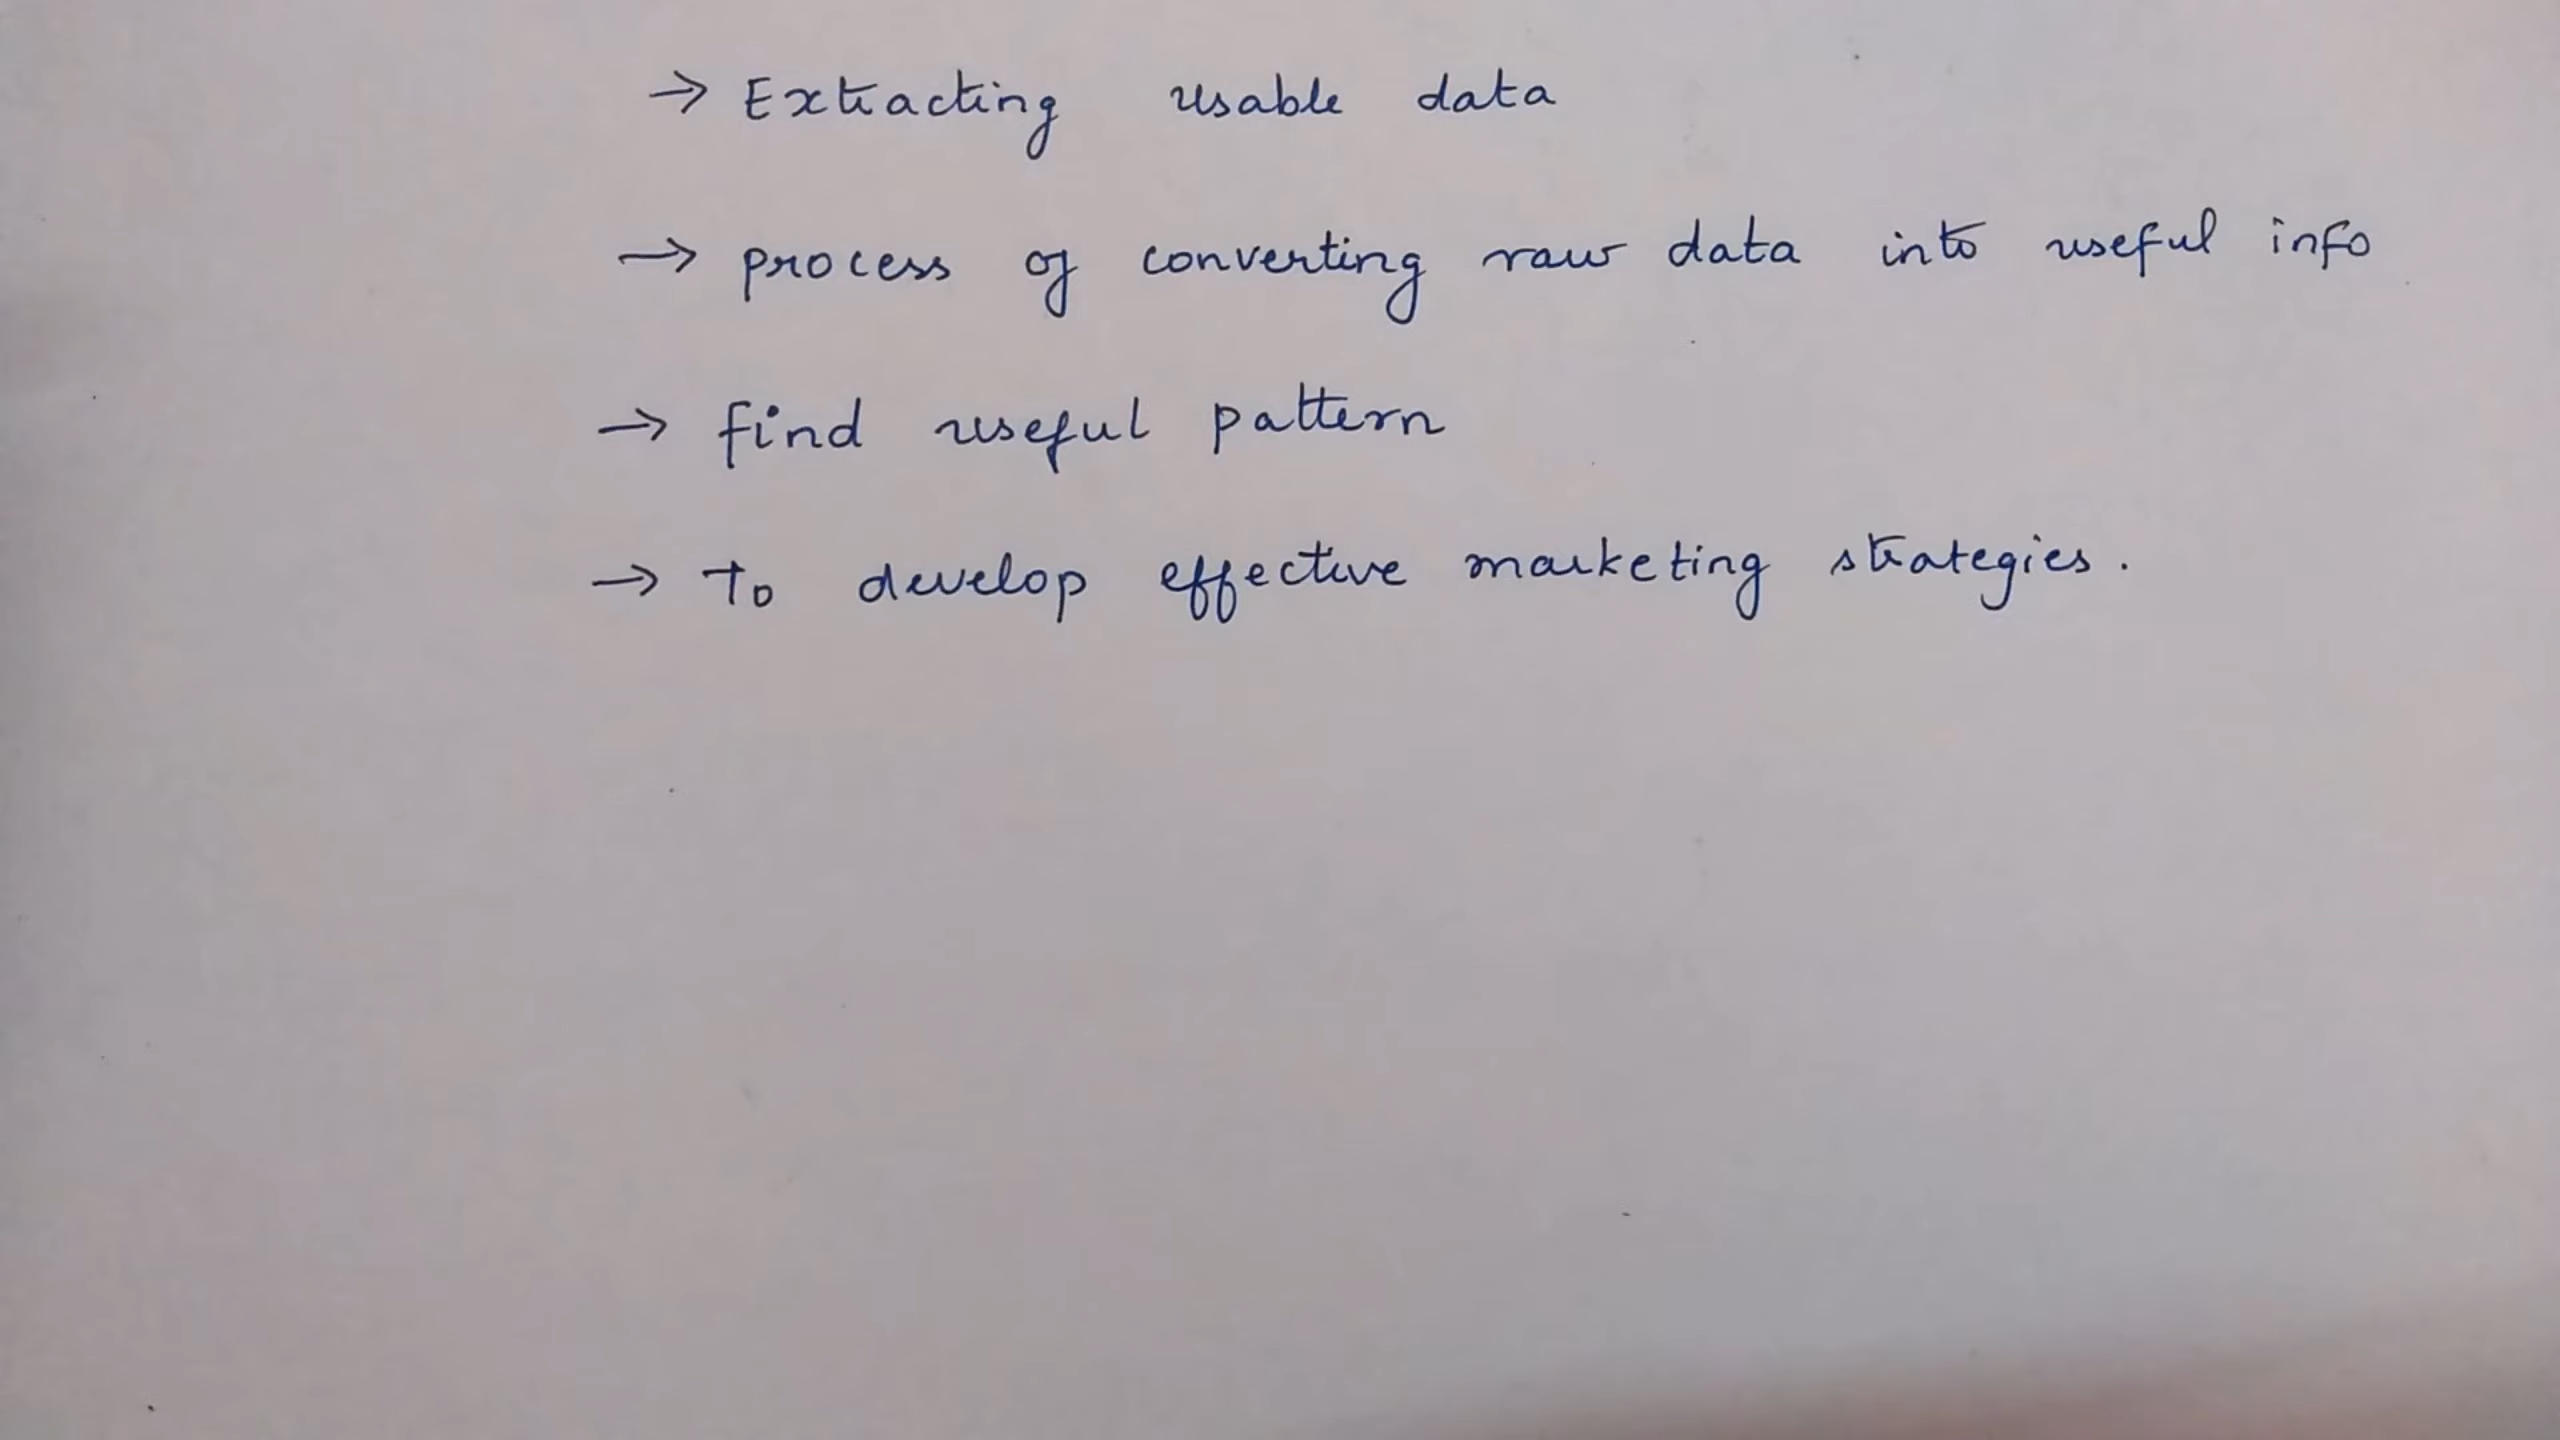 → Extracting usable data
→ process of converting raw data into useful info
→ find useful pattern
→ To develop effective marketing strategies.